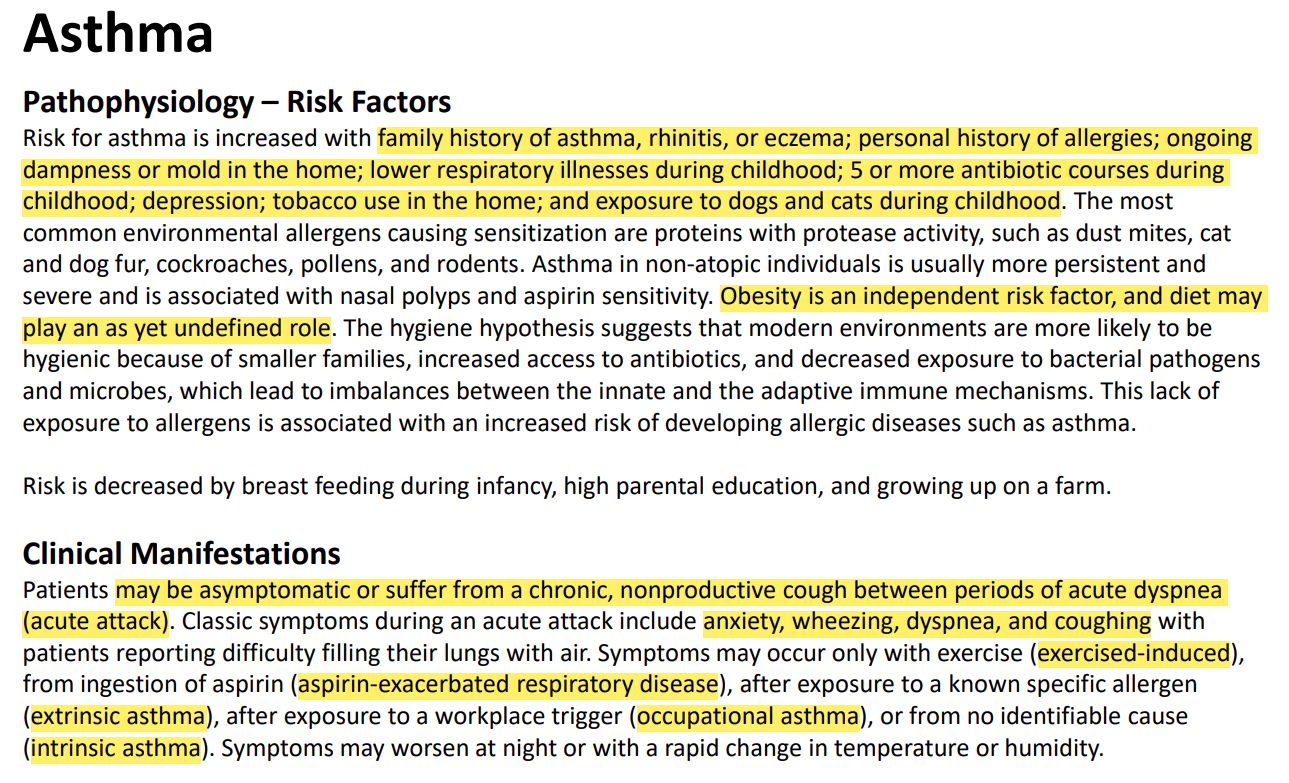 Asthma
Pathophysiology – Risk Factors
Risk for asthma is increased with family history of asthma, rhinitis, or eczema; personal history of allergies; ongoing
dampness or mold in the home; lower respiratory illnesses during childhood; 5 or more antibiotic courses during
childhood; depression; tobacco use in the home; and exposure to dogs and cats during childhood. The most
common environmental allergens causing sensitization are proteins with protease activity, such as dust mites, cat
and dog fur, cockroaches, pollens, and rodents. Asthma in non-atopic individuals is usually more persistent and
severe and is associated with nasal polyps and aspirin sensitivity. Obesity is an independent risk factor, and diet may
play an as yet undefined role. The hygiene hypothesis suggests that modern environments are more likely to be
hygienic because of smaller families, increased access to antibiotics, and decreased exposure to bacterial pathogens
and microbes, which lead to imbalances between the innate and the adaptive immune mechanisms. This lack of
exposure to allergens is associated with an increased risk of developing allergic diseases such as asthma.
Risk is decreased by breast feeding during infancy, high parental education, and growing up on a farm.
Clinical Manifestations
Patients may be asymptomatic or suffer from a chronic, nonproductive cough between periods of acute dyspnea
(acute attack). Classic symptoms during an acute attack include anxiety, wheezing, dyspnea, and coughing with
patients reporting difficulty filling their lungs with air. Symptoms may occur only with exercise (exercised-induced),
from ingestion of aspirin (aspirin-exacerbated respiratory disease), after exposure to a known specific allergen
(extrinsic asthma), after exposure to a workplace trigger (occupational asthma), or from no identifiable cause
(intrinsic asthma). Symptoms may worsen at night or with a rapid change in temperature or humidity.